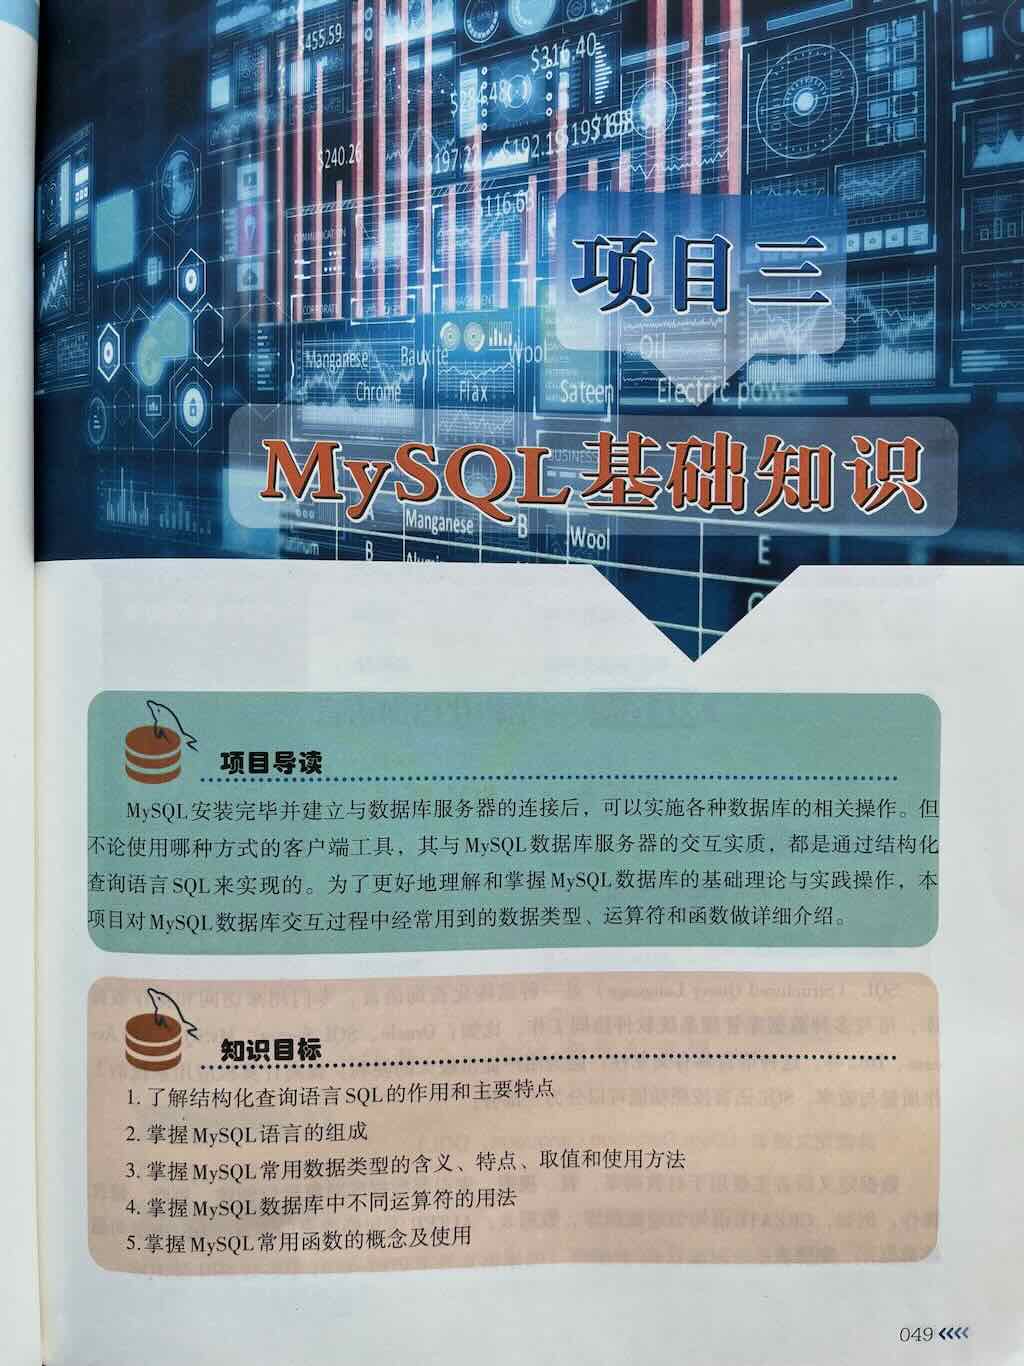 $455.59
$316.40
$284.48
$240.26
$197.22
$192.19
$116.68
项目三
COMMUNICATION
CORPORATE
Manganese
Bauxite
Wool
Oil
Chrome
Flax
Sateen
Electric power
MySQL基础知识
BUSINESS
A
Manganese
B
Wool
B
E
项目导读
MySQL安装完毕并建立与数据库服务器的连接后，可以实施各种数据库的相关操作。但
不论使用哪种方式的客户端工具，其与MySQL数据库服务器的交互实质，都是通过结构化
查询语言SQL来实现的。为了更好地理解和掌握MySQL数据库的基础理论与实践操作，本
项目对MySQL数据库交互过程中经常用到的数据类型、运算符和函数做详细介绍。
知识目标
1.了解结构化查询语言SQL的作用和主要特点
2.掌握MySQL语言的组成
3.掌握MySQL常用数据类型的含义、特点、取值和使用方法
4.掌握MySQL数据库中不同运算符的用法
5.掌握MySQL常用函数的概念及使用
049